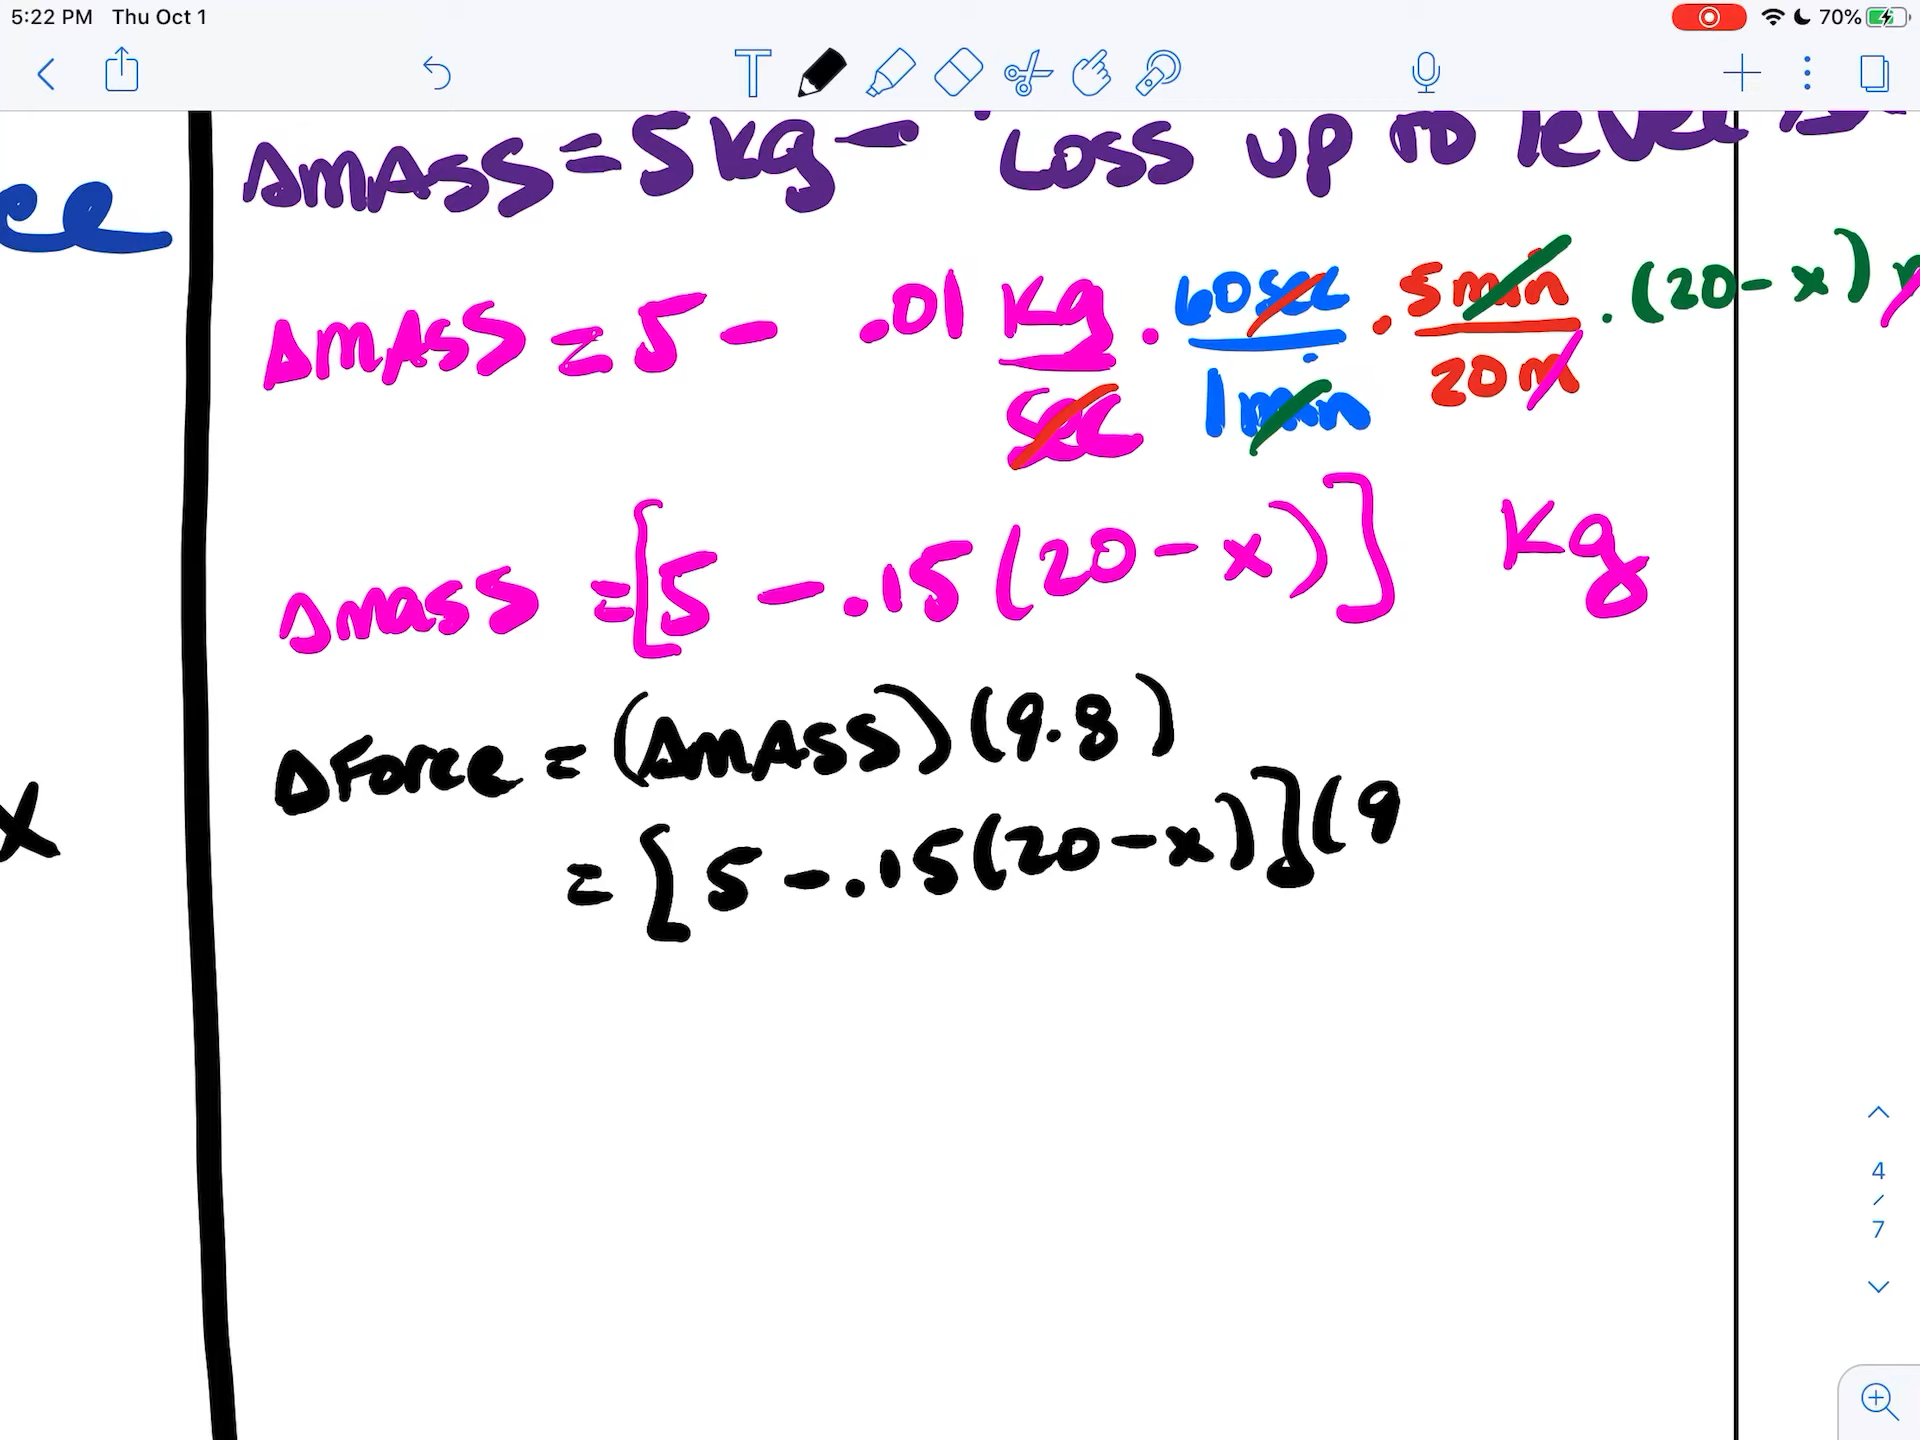 5:22 PM Thu Oct 1
70%
T
ΔMASS = 5 kg - Loss up to level
ΔMASS = 5 - .01 kg/sec · 60 sec/1 min · 5 min/20 m · (20-x)
Δmass = [5 - .15(20-x)] kg
ΔForce = (ΔMASS)(9.8)
= [5 - .15(20-x)](9
x
4
/
7